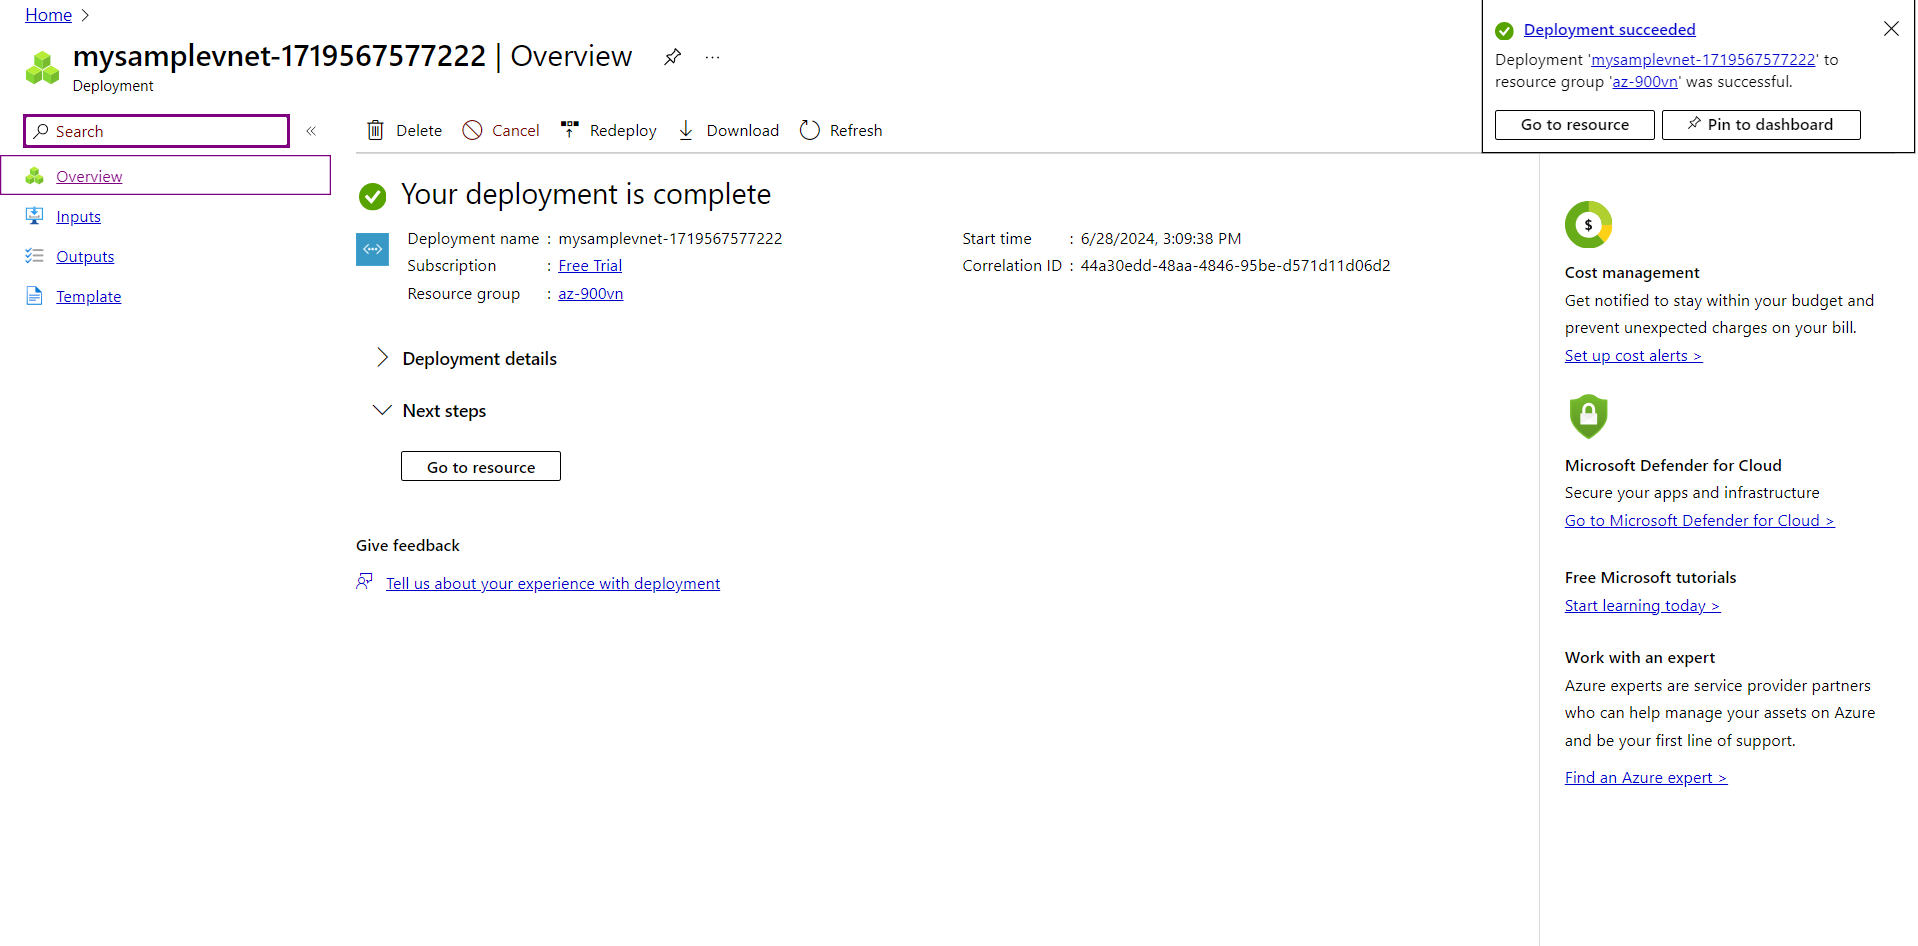 Home
mysamplevnet-1719567577222 | Overview
Deployment
Search
Overview
Inputs
Outputs
Template
Delete Cancel Redeploy Download Refresh
Your deployment is complete
Deployment name : mysamplevnet-1719567577222
Subscription : Free Trial
Resource group : az-900vn
Start time : 6/28/2024, 3:09:38 PM
Correlation ID : 44a30edd-48aa-4846-95be-d571d11d06d2
Deployment details
Next steps
Go to resource
Give feedback
Tell us about your experience with deployment
Deployment succeeded
Deployment 'mysamplevnet-1719567577222' to
resource group 'az-900vn' was successful.
Go to resource Pin to dashboard
Cost management
Get notified to stay within your budget and
prevent unexpected charges on your bill.
Set up cost alerts >
Microsoft Defender for Cloud
Secure your apps and infrastructure
Go to Microsoft Defender for Cloud >
Free Microsoft tutorials
Start learning today >
Work with an expert
Azure experts are service provider partners
who can help manage your assets on Azure
and be your first line of support.
Find an Azure expert >